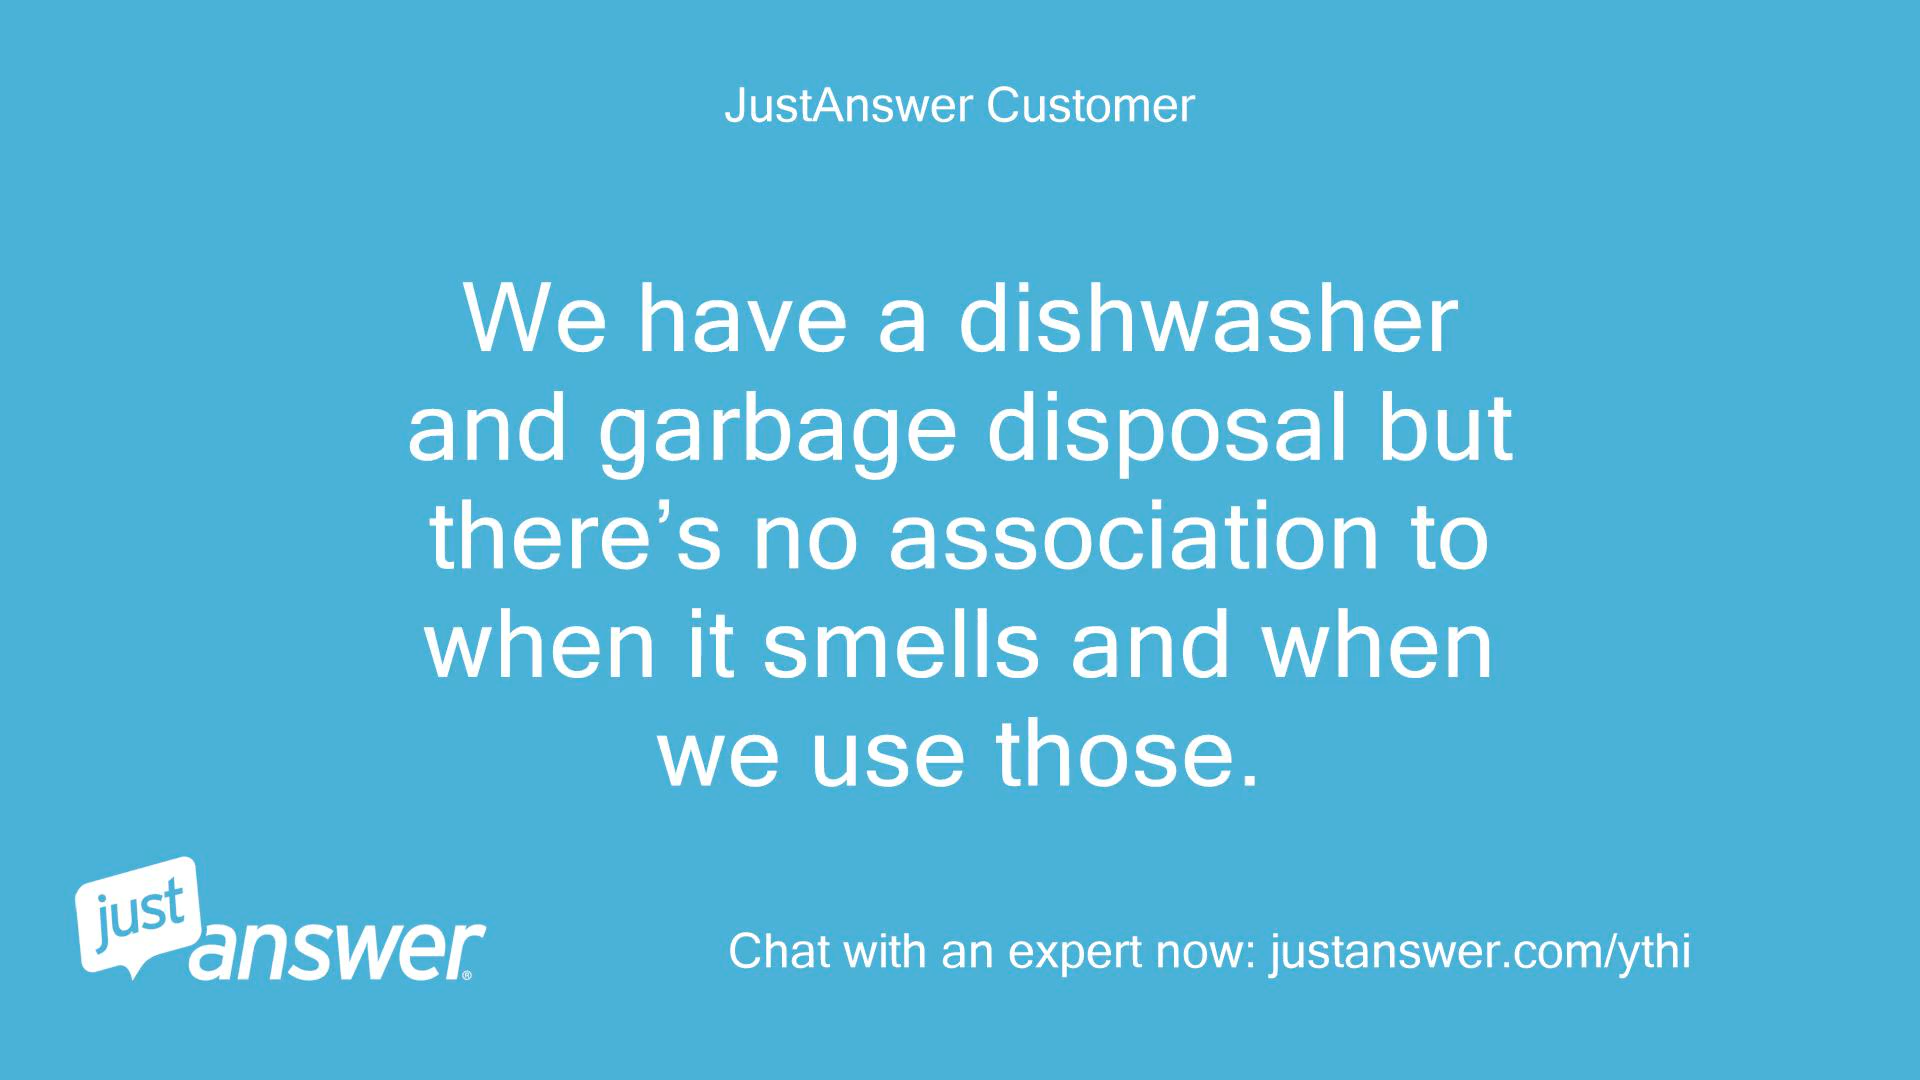 JustAnswer Customer
We have a dishwasher
and garbage disposal but
there’s no association to
when it smells and when
we use those.
just
answer®
Chat with an expert now: justanswer.com/ythi